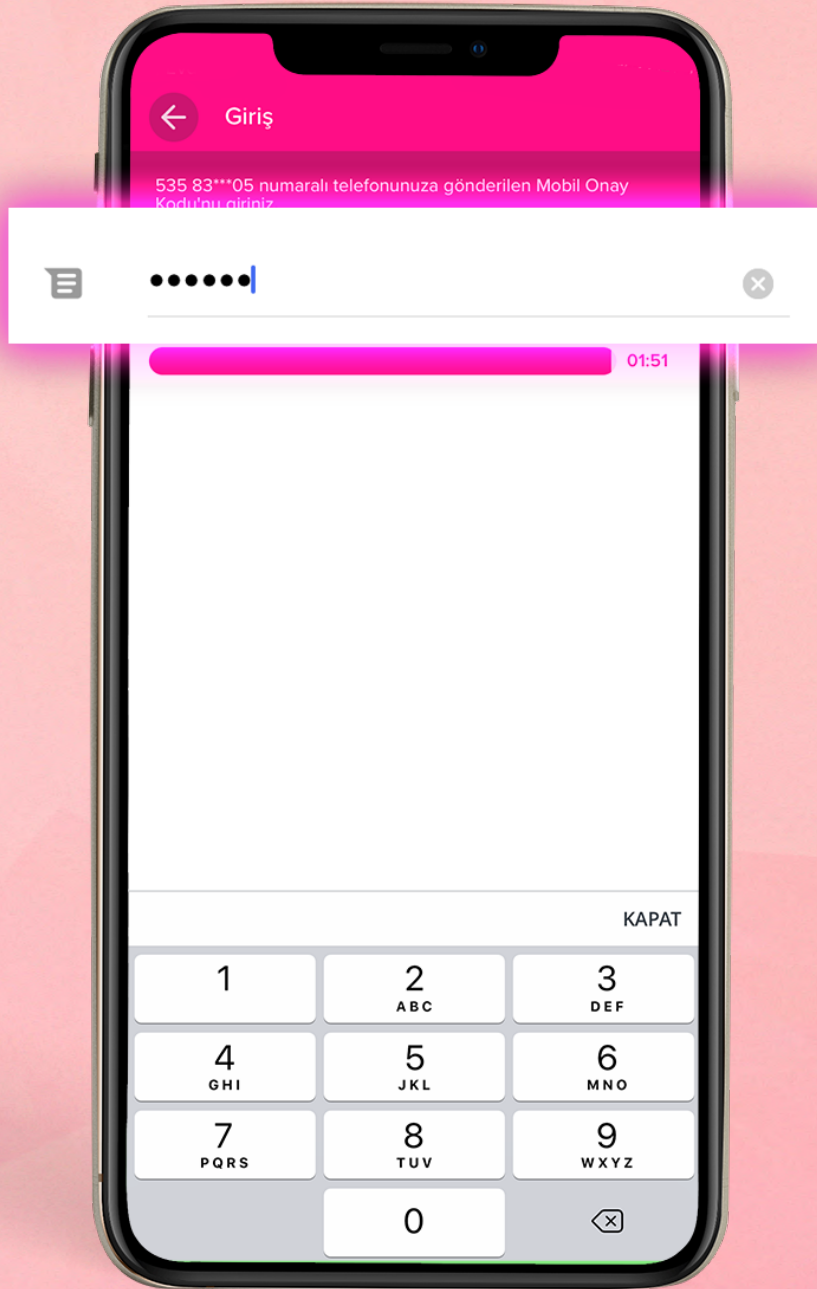 Giriş
535 83***05 numaralı telefonunuza gönderilen Mobil Onay
Kodu'nu giriniz
••••••
01:51
KAPAT
1
2
3
ABC
DEF
4
5
6
GHI
JKL
MNO
7
8
9
PQRS
TUV
WXYZ
0